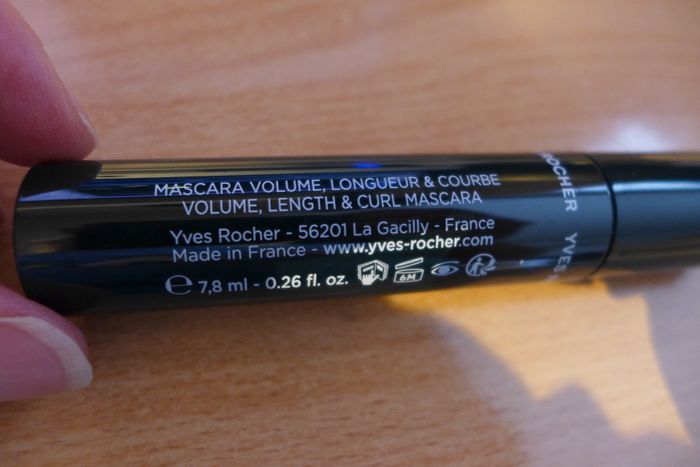 MASCARA VOLUME, LONGUEUR & COURBE
VOLUME, LENGTH & CURL MASCARA
Yves Rocher - 56201 La Gacilly - France
Made in France - www.yves-rocher.com
℮ 7,8 ml - 0.26 fl. oz. 6M
ROCHER YVES